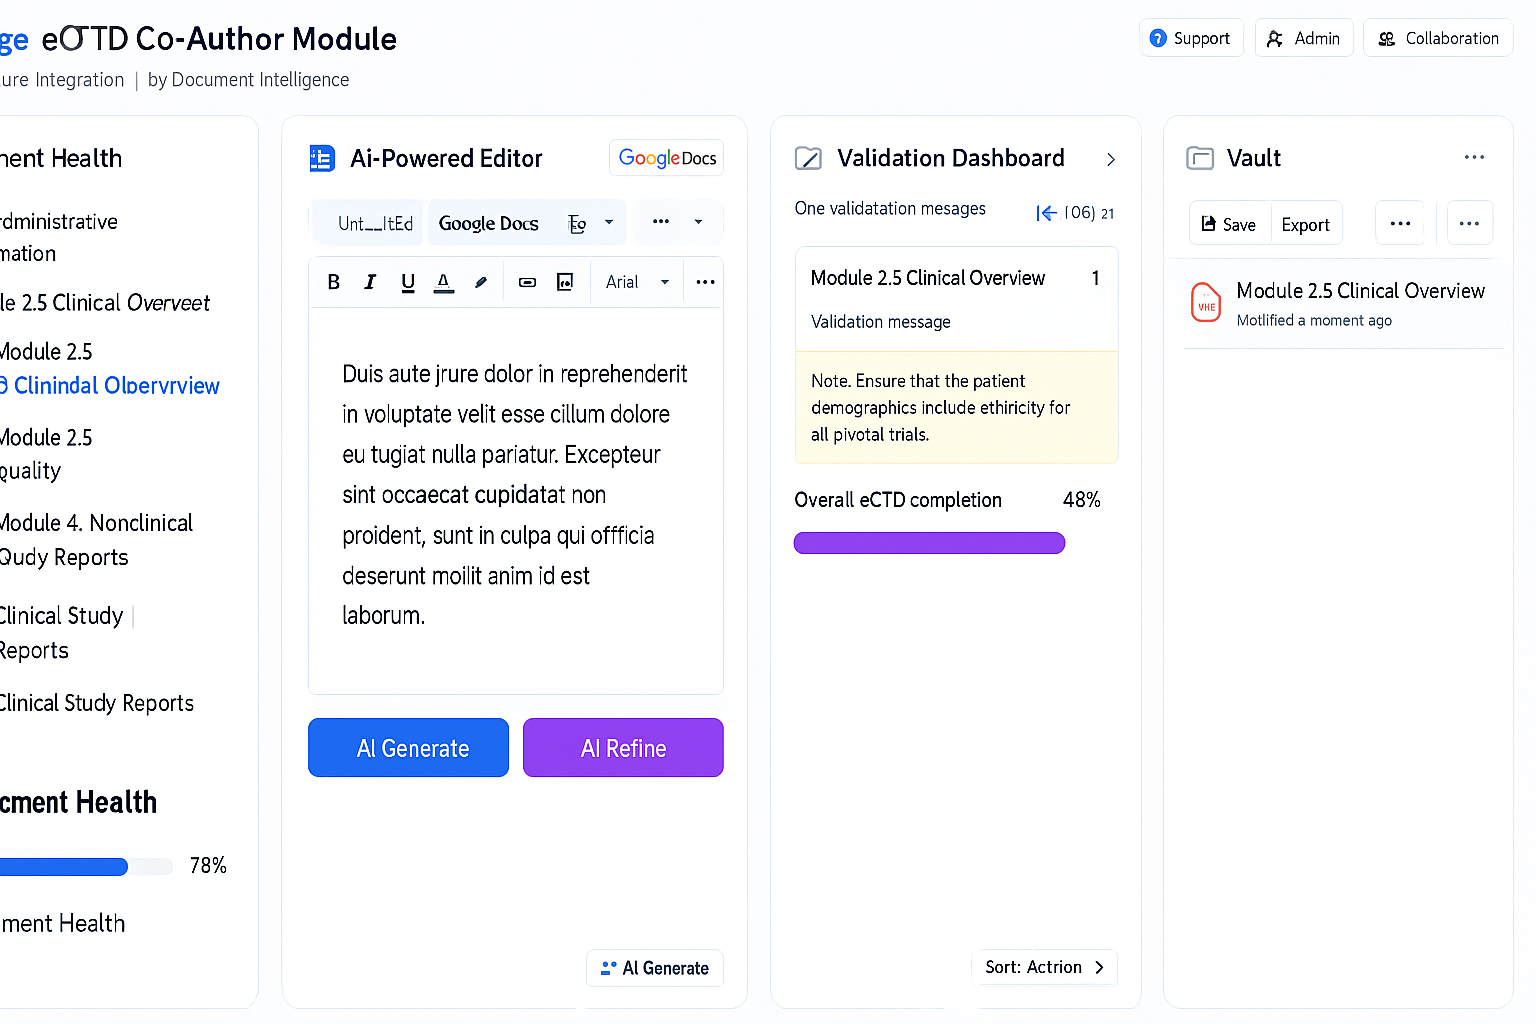 ge eCTD Co-Author Module
ure Integration | by Document Intelligence
Support
Admin
Collaboration
nent Health
dministrative
mation
le 2.5 Clinical Overveet
Module 2.5
Clinindal Olbervrview
Module 2.5
quality
Module 4. Nonclinical
Qudy Reports
Clinical Study |
Reports
Clinical Study Reports
cment Health
78%
ment Health
Ai-Powered Editor
Google Docs
Unt__ItEd
Google Docs
B I U A
Arial
Duis aute jrure dolor in reprehenderit
in voluptate velit esse cillum dolore
eu tugiat nulla pariatur. Excepteur
sint occaecat cupidatat non
proident, sunt in culpa qui offficia
deserunt moilit anim id est
laborum.
AI Generate
AI Refine
AI Generate
Validation Dashboard
One validatation mesages
(06) 21
Module 2.5 Clinical Overview 1
Validation message
Note. Ensure that the patient
demographics include ethiricity for
all pivotal trials.
Overall eCTD completion 48%
Sort: Actrion
Vault
Save
Export
VHE
Module 2.5 Clinical Overview
Motlified a moment ago